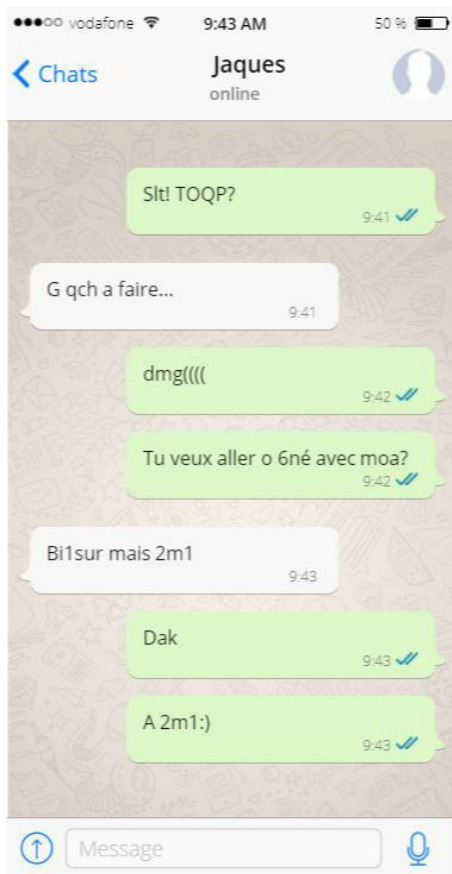 vodafone 9:43 AM 50 %
Chats Jaques
online
Slt! TOQP?
9:41
G qch a faire...
9:41
dmg((((
9:42
Tu veux aller o 6né avec moa?
9:42
Bi1sur mais 2m1
9:43
Dak
9:43
A 2m1:)
9:43
Message